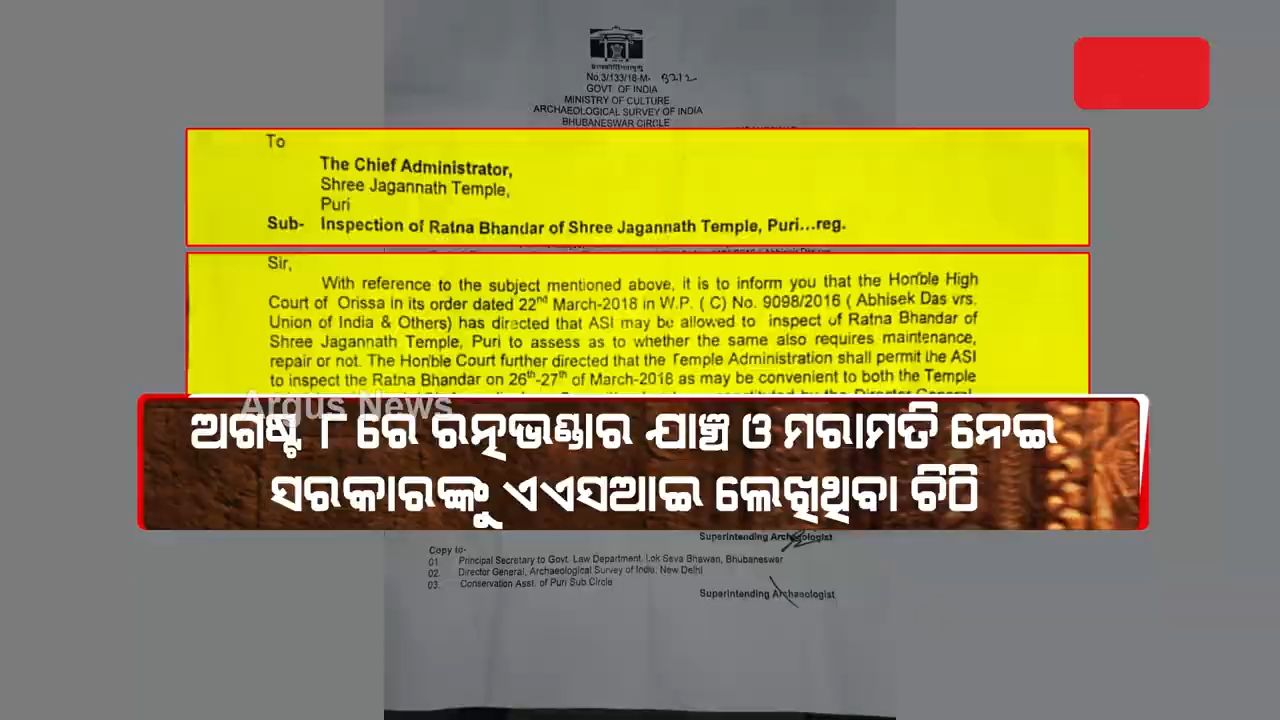 No.3/133/18-M- 3212
GOVT. OF INDIA
MINISTRY OF CULTURE
ARCHAEOLOGICAL SURVEY OF INDIA
BHUBANESWAR CIRCLE
To
The Chief Administrator,
Shree Jagannath Temple,
Puri
Sub- Inspection of Ratna Bhandar of Shree Jagannath Temple, Puri...reg.
Sir,
With reference to the subject mentioned above, it is to inform you that the Hon'ble High
Court of Orissa in its order dated 22nd March-2018 in W.P. ( C) No. 9098/2016 ( Abhisek Das vrs.
Union of India & Others) has directed that ASI may be allowed to inspect of Ratna Bhandar of
Shree Jagannath Temple, Puri to assess as to whether the same also requires maintenance,
repair or not. The Hon'ble Court further directed that the Temple Administration shall permit the ASI
to inspect the Ratna Bhandar on 26th-27th of March-2018 as may be convenient to both the Temple
Argus News
ଅଗଷ୍ଟ ୮ ରେ ରତ୍ନଭଣ୍ଡାର ଯାଞ୍ଚ ଓ ମରାମତି ନେଇ
ସରକାରଙ୍କୁ ଏଏସଆଇ ଲେଖିଥିବା ଚିଠି
Superintending Archaeologist
Copy to-
01. Principal Secretary to Govt. Law Department, Lok Seva Bhawan, Bhubaneswar
02. Director General, Archaeological Survey of India, New Delhi
03. Conservation Asst. of Puri Sub Circle
Superintending Archaeologist